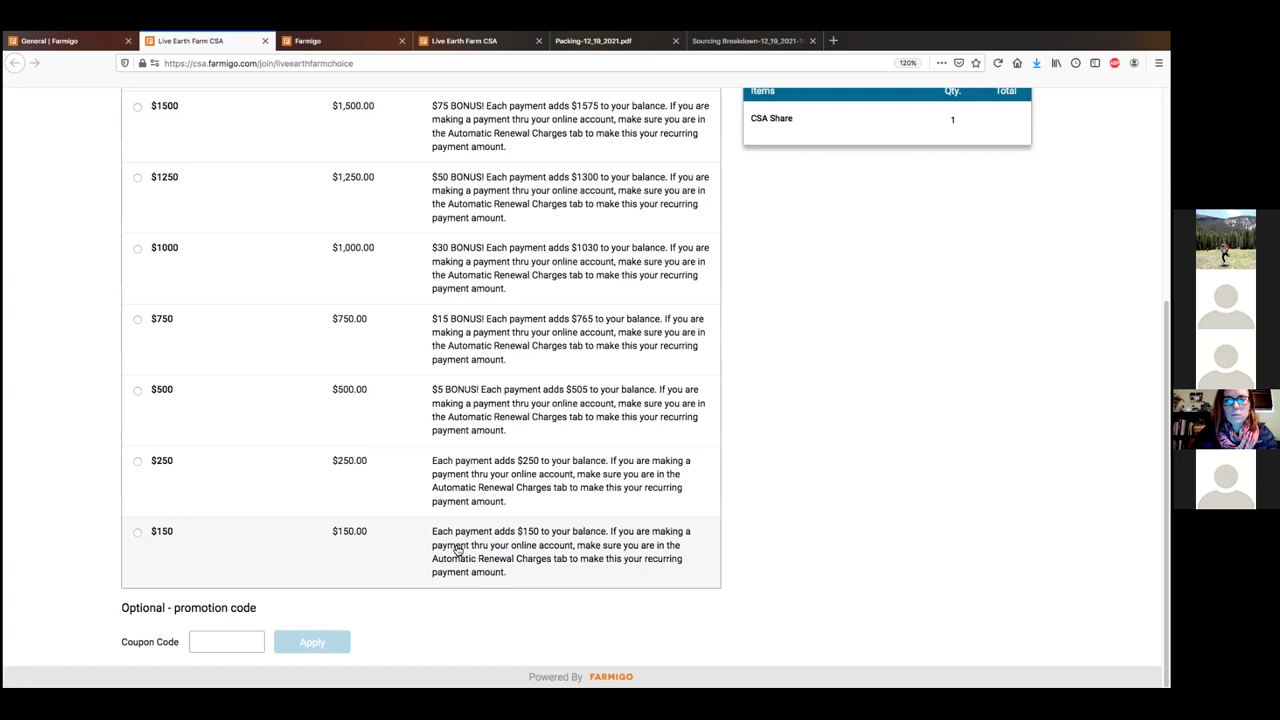 General | Farmigo
Live Earth Farm CSA
Farmigo
Live Earth Farm CSA
Packing-12_19_2021.pdf
Sourcing Breakdown-12_19_2021-1
https://csa.farmigo.com/join/liveearthfarmchoice
120%
Items Qty. Total
CSA Share 1
$1500 $1,500.00 $75 BONUS! Each payment adds $1575 to your balance. If you are
making a payment thru your online account, make sure you are in
the Automatic Renewal Charges tab to make this your recurring
payment amount.
$1250 $1,250.00 $50 BONUS! Each payment adds $1300 to your balance. If you are
making a payment thru your online account, make sure you are in
the Automatic Renewal Charges tab to make this your recurring
payment amount.
$1000 $1,000.00 $30 BONUS! Each payment adds $1030 to your balance. If you are
making a payment thru your online account, make sure you are in
the Automatic Renewal Charges tab to make this your recurring
payment amount.
$750 $750.00 $15 BONUS! Each payment adds $765 to your balance. If you are
making a payment thru your online account, make sure you are in
the Automatic Renewal Charges tab to make this your recurring
payment amount.
$500 $500.00 $5 BONUS! Each payment adds $505 to your balance. If you are
making a payment thru your online account, make sure you are in
the Automatic Renewal Charges tab to make this your recurring
payment amount.
$250 $250.00 Each payment adds $250 to your balance. If you are making a
payment thru your online account, make sure you are in the
Automatic Renewal Charges tab to make this your recurring
payment amount.
$150 $150.00 Each payment adds $150 to your balance. If you are making a
payment thru your online account, make sure you are in the
Automatic Renewal Charges tab to make this your recurring
payment amount.
Optional - promotion code
Coupon Code Apply
Powered By FARMIGO